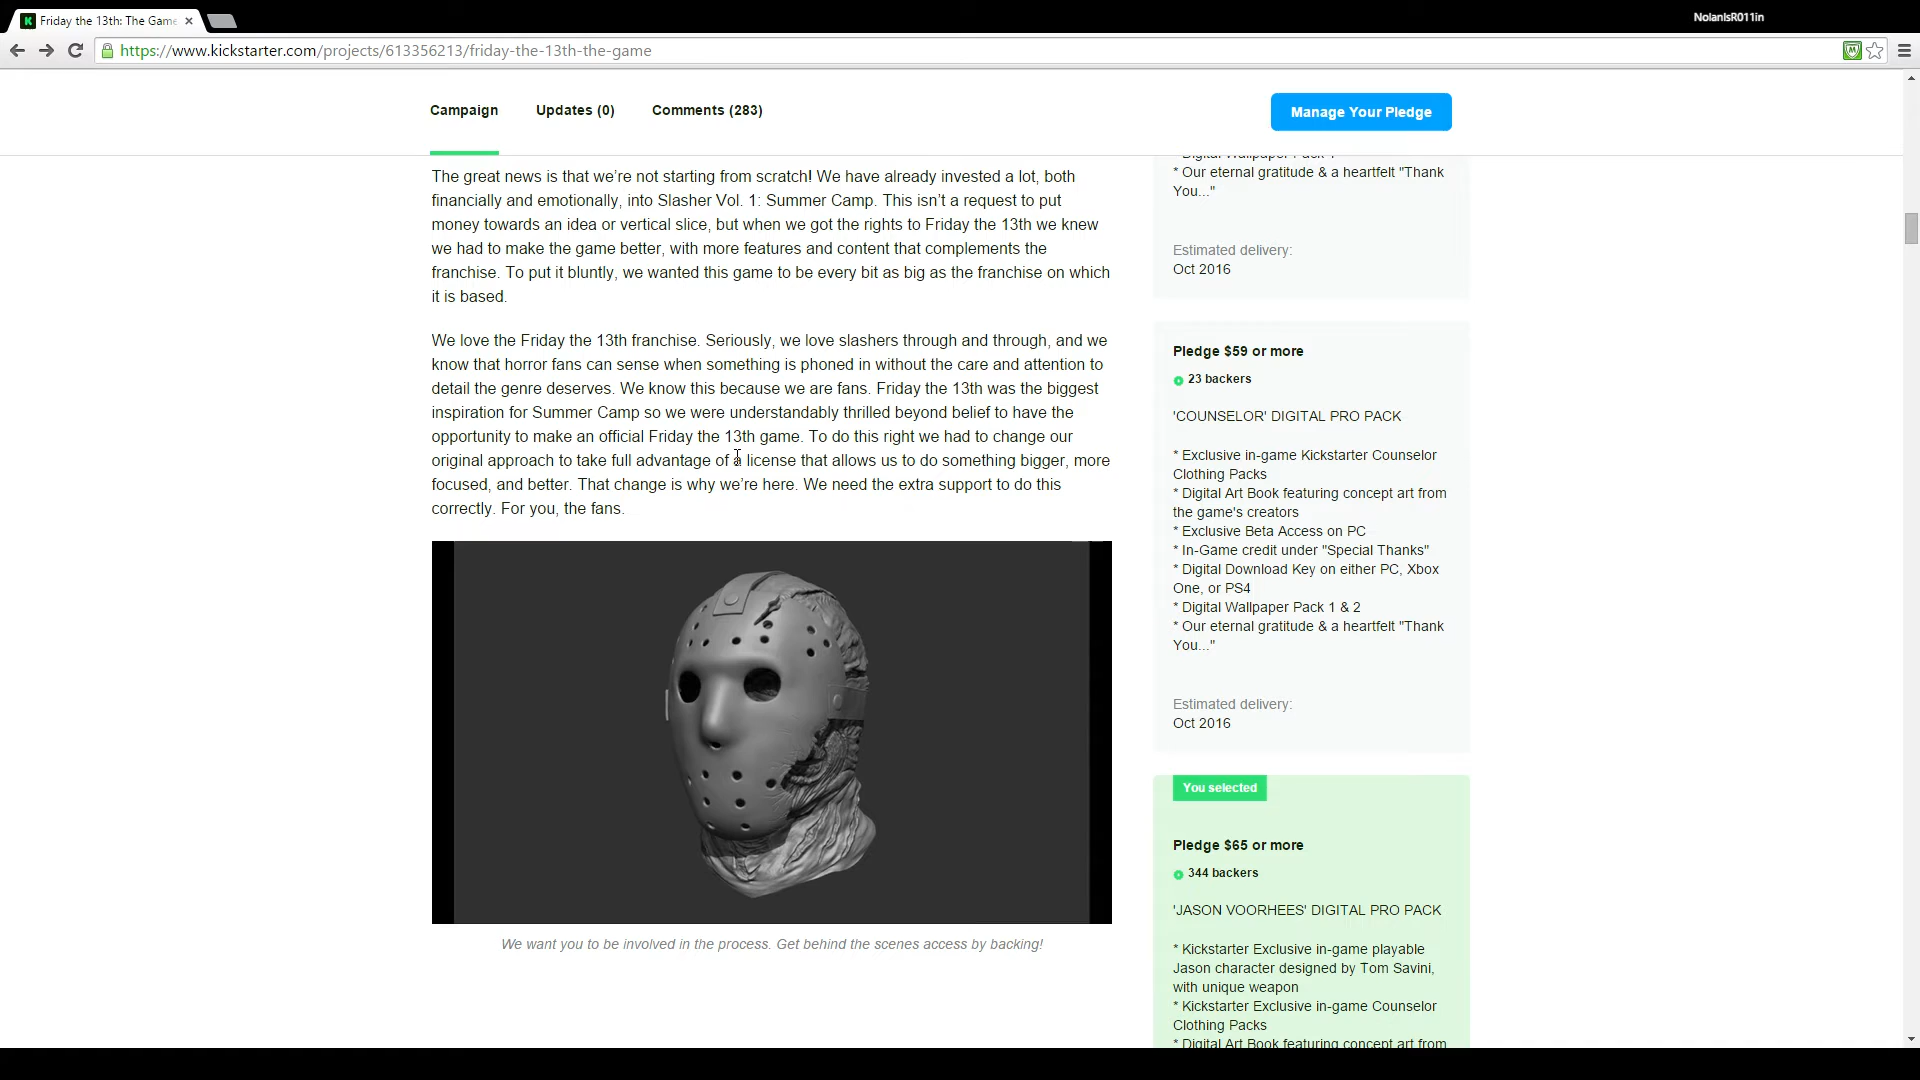 Friday the 13th: The Game
NolanIsR011in
https://www.kickstarter.com/projects/613356213/friday-the-13th-the-game
Campaign
Updates (0)
Comments (283)
Manage Your Pledge
The great news is that we’re not starting from scratch! We have already invested a lot, both
financially and emotionally, into Slasher Vol. 1: Summer Camp. This isn’t a request to put
money towards an idea or vertical slice, but when we got the rights to Friday the 13th we knew
we had to make the game better, with more features and content that complements the
franchise. To put it bluntly, we wanted this game to be every bit as big as the franchise on which
it is based.
We love the Friday the 13th franchise. Seriously, we love slashers through and through, and we
know that horror fans can sense when something is phoned in without the care and attention to
detail the genre deserves. We know this because we are fans. Friday the 13th was the biggest
inspiration for Summer Camp so we were understandably thrilled beyond belief to have the
opportunity to make an official Friday the 13th game. To do this right we had to change our
original approach to take full advantage of a license that allows us to do something bigger, more
focused, and better. That change is why we’re here. We need the extra support to do this
correctly. For you, the fans.
We want you to be involved in the process. Get behind the scenes access by backing!
* Digital Wallpaper Pack 1
* Our eternal gratitude & a heartfelt "Thank
You..."
Estimated delivery:
Oct 2016
Pledge $59 or more
23 backers
'COUNSELOR' DIGITAL PRO PACK
* Exclusive in-game Kickstarter Counselor
Clothing Packs
* Digital Art Book featuring concept art from
the game's creators
* Exclusive Beta Access on PC
* In-Game credit under "Special Thanks"
* Digital Download Key on either PC, Xbox
One, or PS4
* Digital Wallpaper Pack 1 & 2
* Our eternal gratitude & a heartfelt "Thank
You..."
Estimated delivery:
Oct 2016
You selected
Pledge $65 or more
344 backers
'JASON VOORHEES' DIGITAL PRO PACK
* Kickstarter Exclusive in-game playable
Jason character designed by Tom Savini,
with unique weapon
* Kickstarter Exclusive in-game Counselor
Clothing Packs
* Digital Art Book featuring concept art from